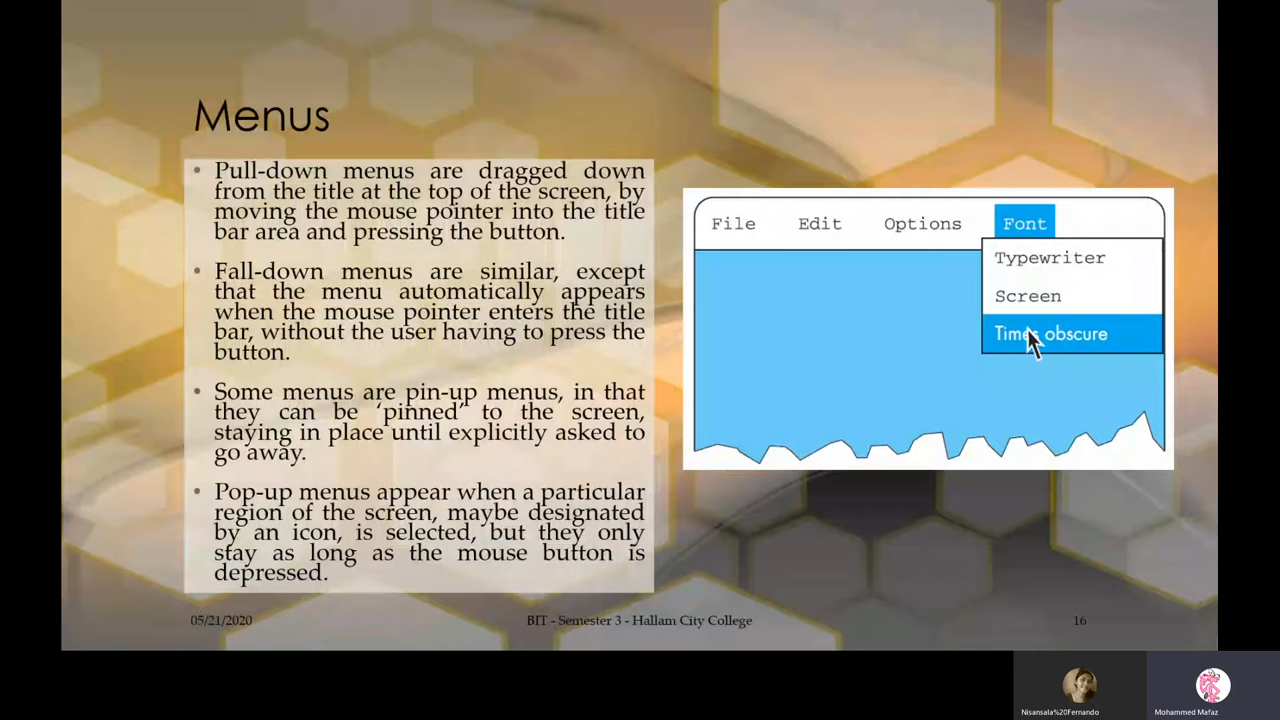 Menus
• Pull-down menus are dragged down
from the title at the top of the screen, by
moving the mouse pointer into the title
bar area and pressing the button.
• Fall-down menus are similar, except
that the menu automatically appears
when the mouse pointer enters the title
bar, without the user having to press the
button.
• Some menus are pin-up menus, in that
they can be ‘pinned’ to the screen,
staying in place until explicitly asked to
go away.
• Pop-up menus appear when a particular
region of the screen, maybe designated
by an icon, is selected, but they only
stay as long as the mouse button is
depressed.
File Edit Options Font
Typewriter
Screen
Times obscure
05/21/2020 BIT - Semester 3 - Hallam City College 16
Nisansala%20Fernando Mohammed Mafaz